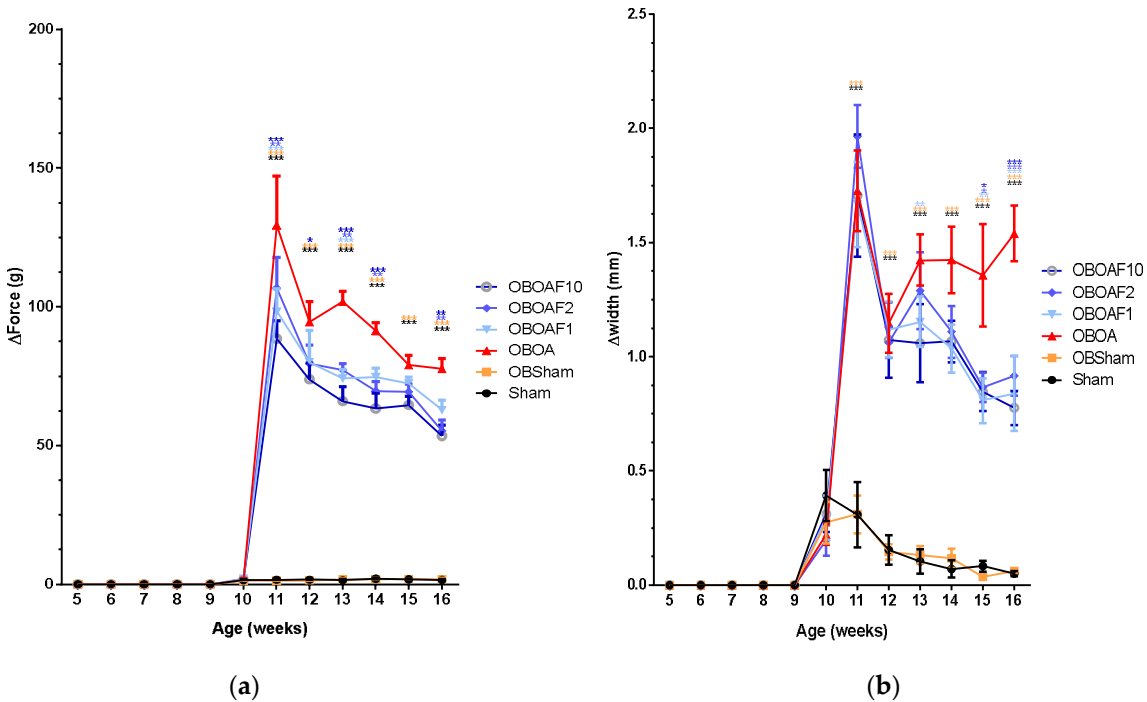 200
150
100
50
0
ΔForce (g)
***
**
***
***
***
*
***
***
***
**
***
***
***
***
**
***
***
***
***
**
**
***
***
5 6 7 8 9 10 11 12 13 14 15 16
Age (weeks)
OBOAF10
OBOAF2
OBOAF1
OBOA
OBSham
Sham
(a)
2.5
2.0
1.5
1.0
0.5
0.0
Δwidth (mm)
***
***
***
***
**
***
***
***
***
*
*
**
***
***
***
***
***
***
***
5 6 7 8 9 10 11 12 13 14 15 16
Age (weeks)
OBOAF10
OBOAF2
OBOAF1
OBOA
OBSham
Sham
(b)